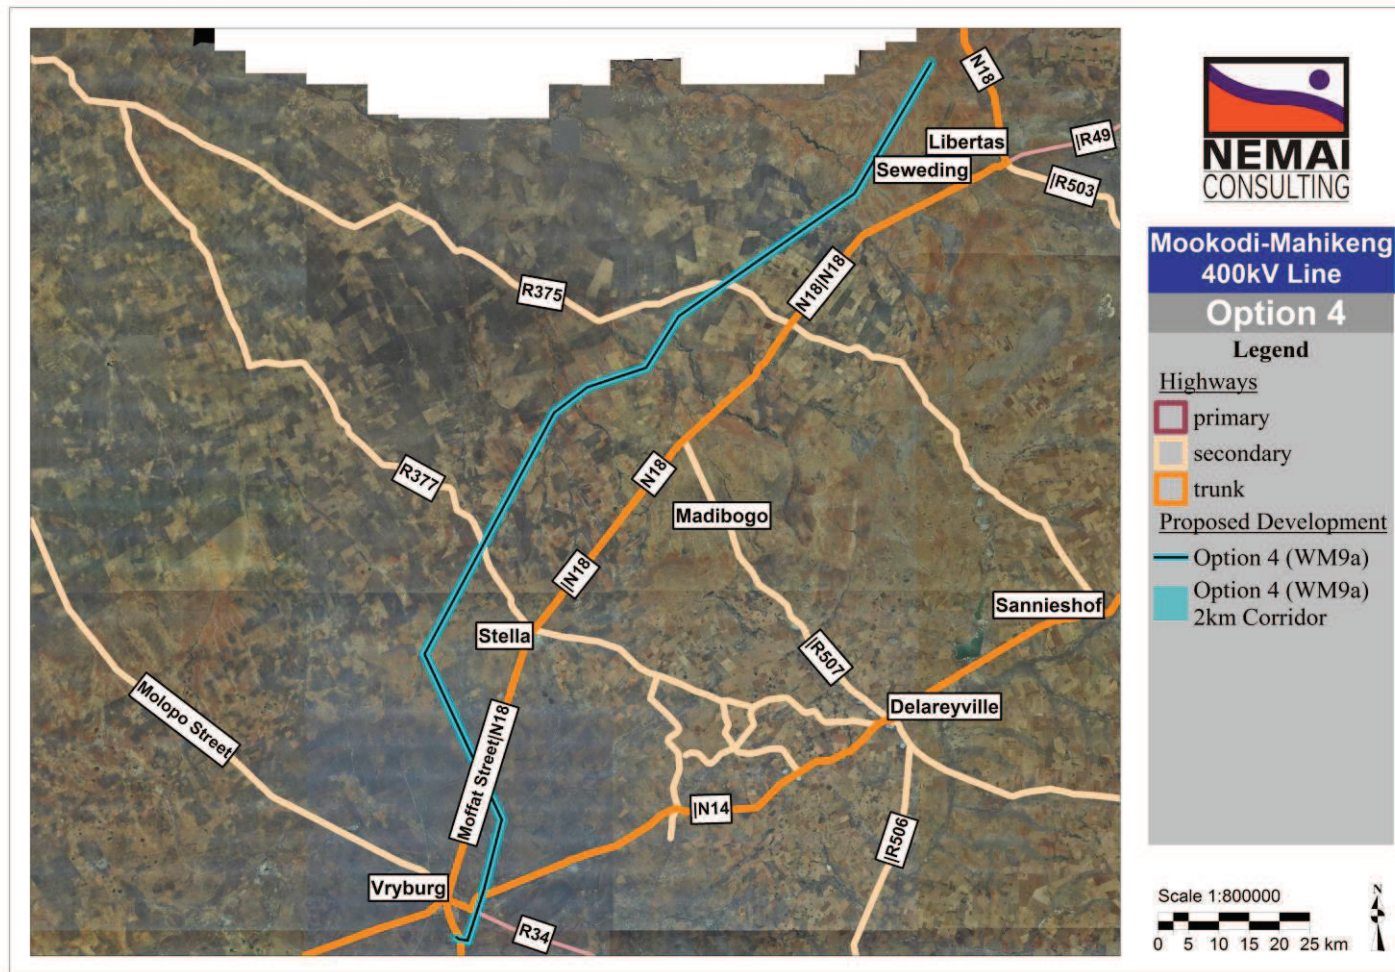 N18
Libertas
|R49
Seweding
|R503
N18|N18
R375
R377
N18
Madibogo
|N18
Sannieshof
Stella
|R507
Molopo Street
Delareyville
Moffat Street|N18
|N14
|R506
Vryburg
R34
NEMAI
CONSULTING
Mookodi-Mahikeng
400kV Line
Option 4
Legend
Highways
primary
secondary
trunk
Proposed Development
Option 4 (WM9a)
Option 4 (WM9a)
2km Corridor
Scale 1:800000
N
0 5 10 15 20 25 km